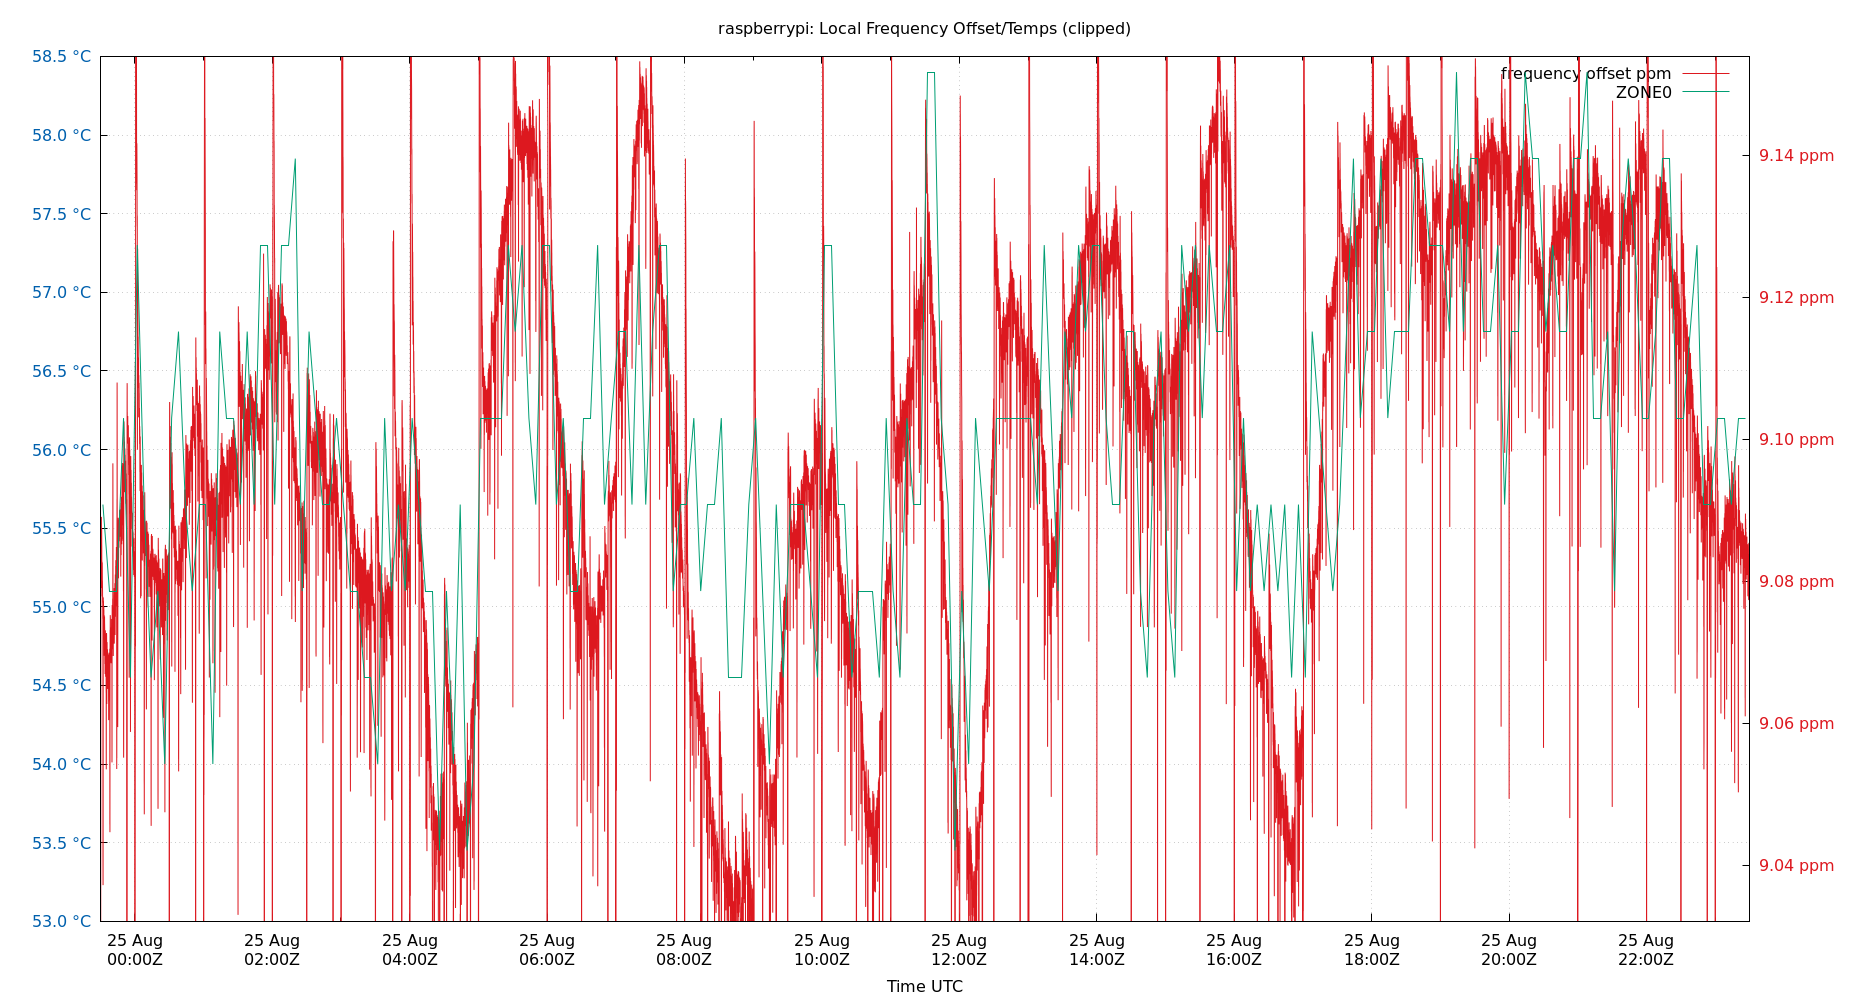 raspberrypi: Local Frequency Offset/Temps (clipped)
58.5 °C
58.0 °C
57.5 °C
57.0 °C
56.5 °C
56.0 °C
55.5 °C
55.0 °C
54.5 °C
54.0 °C
53.5 °C
53.0 °C
frequency offset ppm
ZONE0
9.14 ppm
9.12 ppm
9.10 ppm
9.08 ppm
9.06 ppm
9.04 ppm
25 Aug 25 Aug 25 Aug 25 Aug 25 Aug 25 Aug 25 Aug 25 Aug 25 Aug 25 Aug 25 Aug 25 Aug
00:00Z 02:00Z 04:00Z 06:00Z 08:00Z 10:00Z 12:00Z 14:00Z 16:00Z 18:00Z 20:00Z 22:00Z
Time UTC